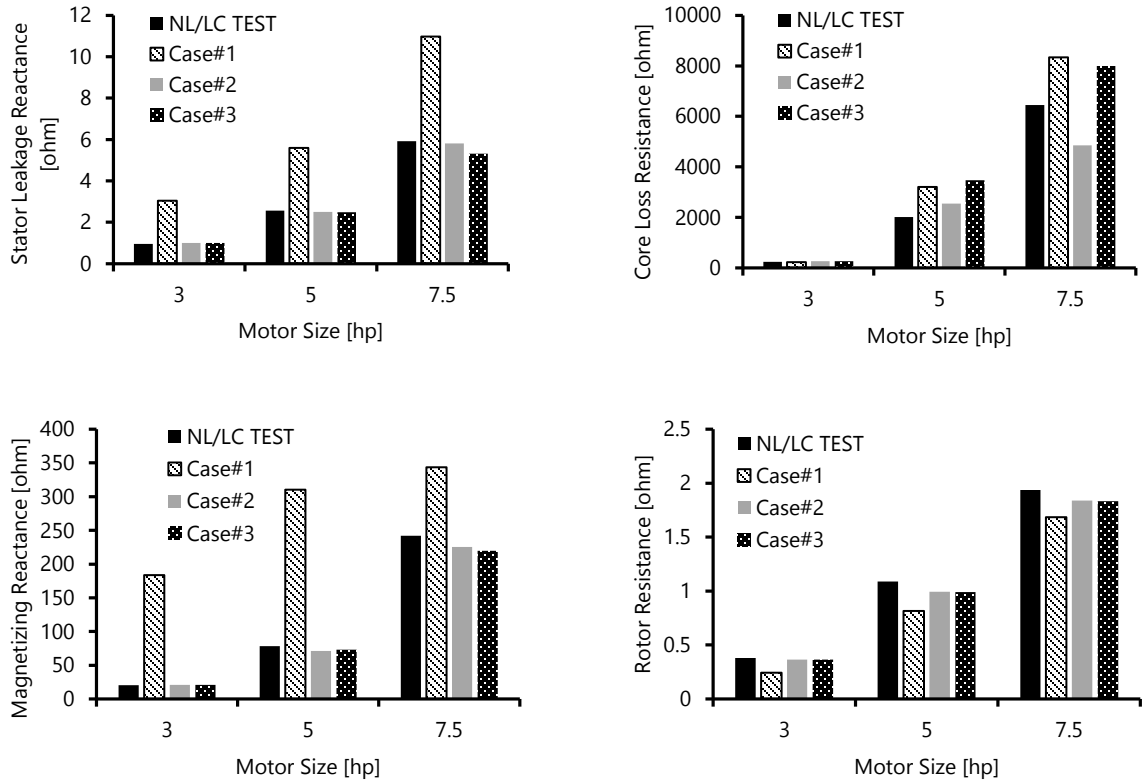 Stator Leakage Reactance
[ohm]
12
10
8
6
4
2
0
NL/LC TEST
Case#1
Case#2
Case#3
3
5
7.5
Motor Size [hp]
Core Loss Resistance [ohm]
10000
8000
6000
4000
2000
0
NL/LC TEST
Case#1
Case#2
Case#3
3
5
7.5
Motor Size [hp]
Magnetizing Reactance [ohm]
400
350
300
250
200
150
100
50
0
NL/LC TEST
Case#1
Case#2
Case#3
3
5
7.5
Motor Size [hp]
Rotor Resistance [ohm]
2.5
2
1.5
1
0.5
0
NL/LC TEST
Case#1
Case#2
Case#3
3
5
7.5
Motor Size [hp]